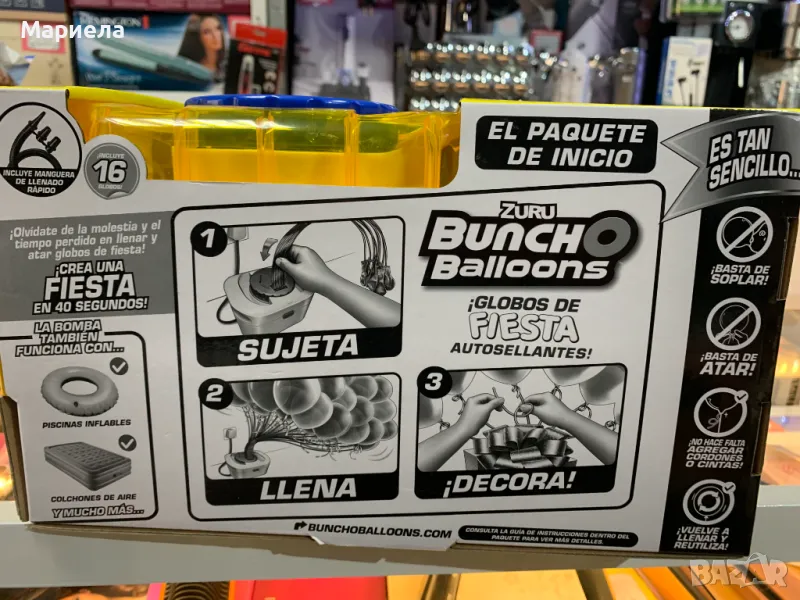 Мариела
REMINGTON
INCLUYE MANGUERA
DE LLENADO
RÁPIDO
¡INCLUYE
16
GLOBOS!
EL PAQUETE
DE INICIO
ES TAN
SENCILLO...
¡Olvídate de la molestia y el
tiempo perdido en llenar y
atar globos de fiesta!
¡CREA UNA
FIESTA
EN 40 SEGUNDOS!
LA BOMBA
TAMBIÉN
FUNCIONA CON...
PISCINAS INFLABLES
COLCHONES DE AIRE
Y MUCHO MÁS...
1
SUJETA
ZURU
BUNCH O
Balloons
¡GLOBOS DE
FIESTA
AUTOSELLANTES!
2
LLENA
3
¡DECORA!
BUNCHOBALLOONS.COM
CONSULTA LA GUÍA DE INSTRUCCIONES DENTRO DEL
PAQUETE PARA VER MÁS DETALLES.
¡BASTA DE
SOPLAR!
¡BASTA DE
ATAR!
¡NO HACE FALTA
AGREGAR
CORDONES
O CINTAS!
¡VUELVE A
LLENAR Y
REUTILIZA!
BAZAR